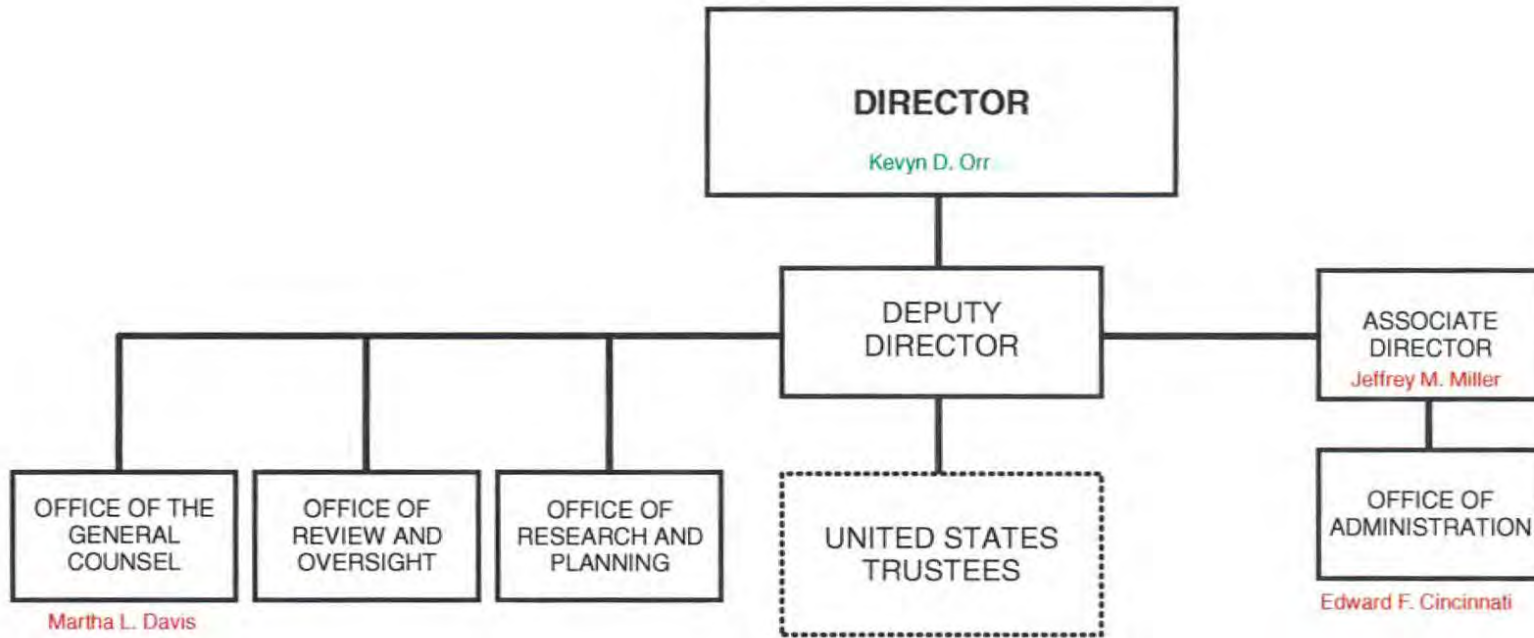 DIRECTOR
Kevyn D. Orr
DEPUTY
DIRECTOR
ASSOCIATE
DIRECTOR
Jeffrey M. Miller
OFFICE OF THE
GENERAL
COUNSEL
Martha L. Davis
OFFICE OF
REVIEW AND
OVERSIGHT
OFFICE OF
RESEARCH AND
PLANNING
UNITED STATES
TRUSTEES
OFFICE OF
ADMINISTRATION
Edward F. Cincinnati